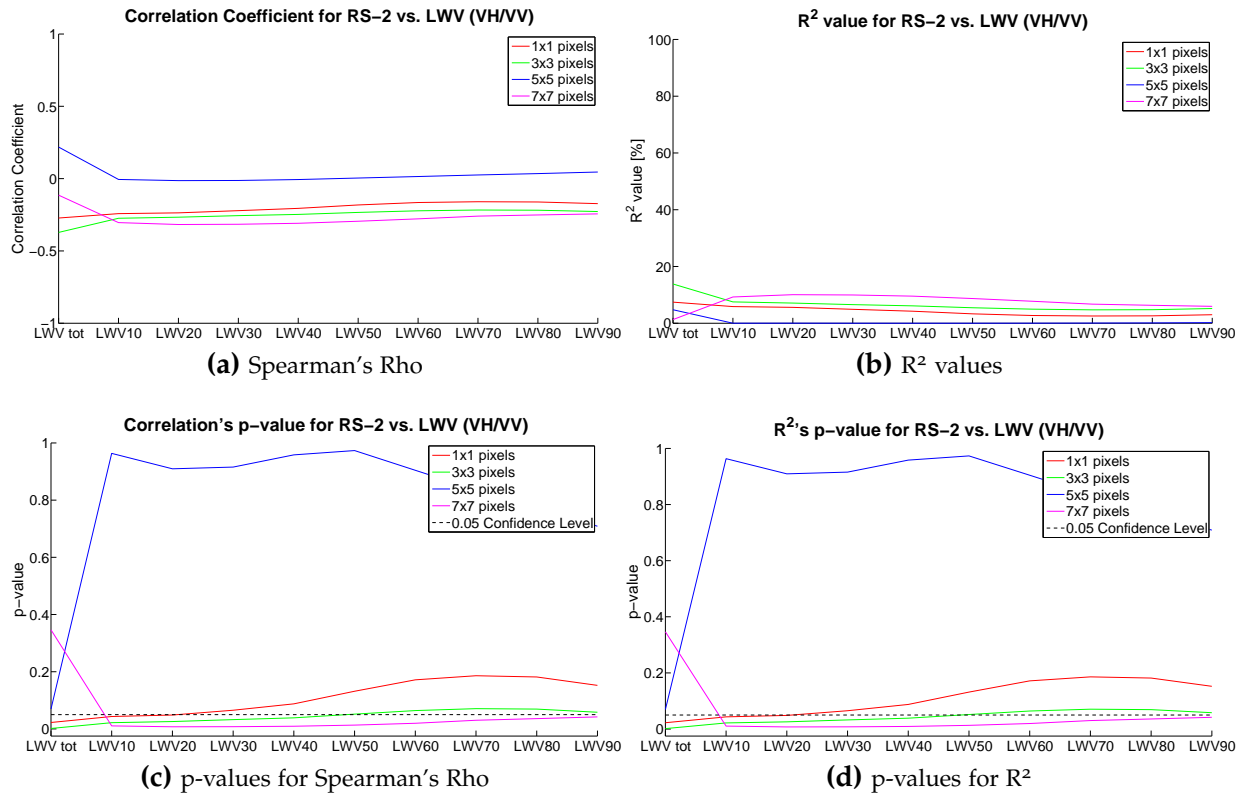 Correlation Coefficient for RS−2 vs. LWV (VH/VV)
1
0.5
0
−0.5
−1
Correlation Coefficient
1x1 pixels
3x3 pixels
5x5 pixels
7x7 pixels
LWV tot LWV10 LWV20 LWV30 LWV40 LWV50 LWV60 LWV70 LWV80 LWV90
(a) Spearman's Rho
R² value for RS−2 vs. LWV (VH/VV)
100
80
60
40
20
0
R² value [%]
1x1 pixels
3x3 pixels
5x5 pixels
7x7 pixels
LWV tot LWV10 LWV20 LWV30 LWV40 LWV50 LWV60 LWV70 LWV80 LWV90
(b) R² values
Correlation's p−value for RS−2 vs. LWV (VH/VV)
1
0.8
0.6
0.4
0.2
0
p−value
1x1 pixels
3x3 pixels
5x5 pixels
7x7 pixels
0.05 Confidence Level
LWV tot LWV10 LWV20 LWV30 LWV40 LWV50 LWV60 LWV70 LWV80 LWV90
(c) p-values for Spearman's Rho
R²'s p−value for RS−2 vs. LWV (VH/VV)
1
0.8
0.6
0.4
0.2
0
p−value
1x1 pixels
3x3 pixels
5x5 pixels
7x7 pixels
0.05 Confidence Level
LWV tot LWV10 LWV20 LWV30 LWV40 LWV50 LWV60 LWV70 LWV80 LWV90
(d) p-values for R²